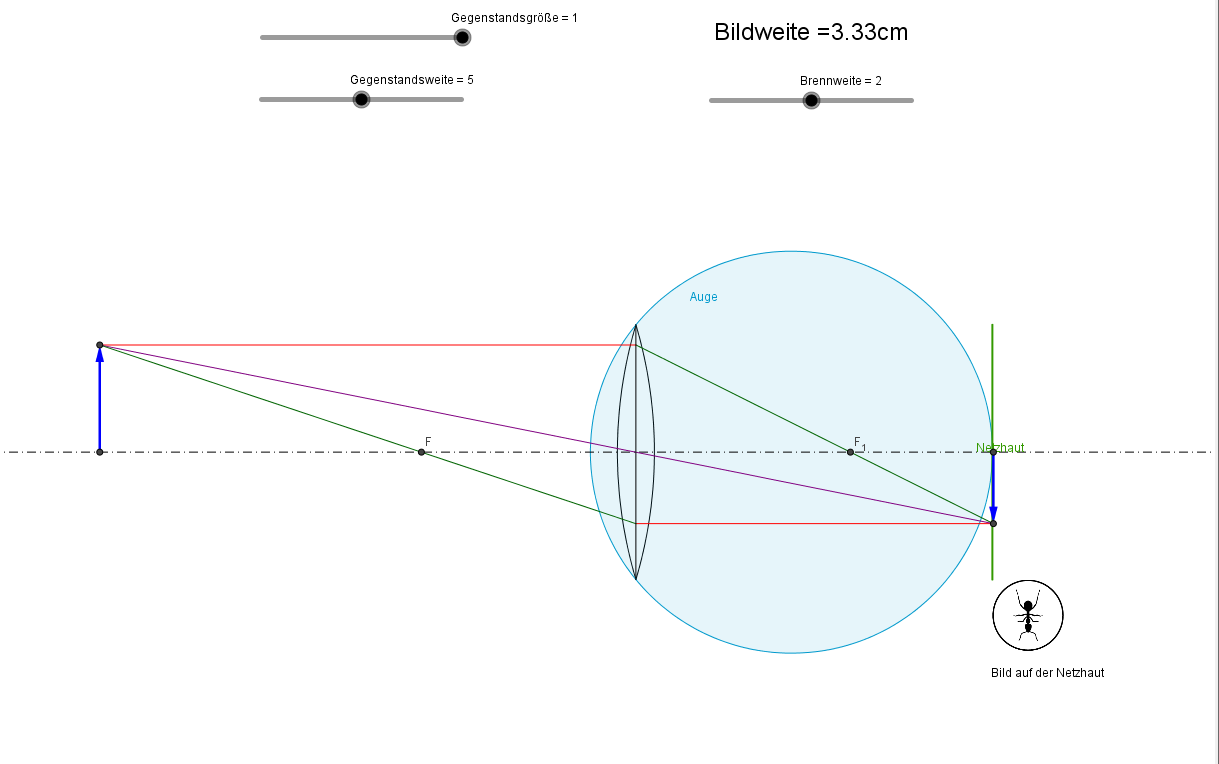 Gegenstandsgröße = 1
Bildweite =3.33cm
Gegenstandsweite = 5
Brennweite = 2
Auge
F
F1
Netzhaut
Bild auf der Netzhaut